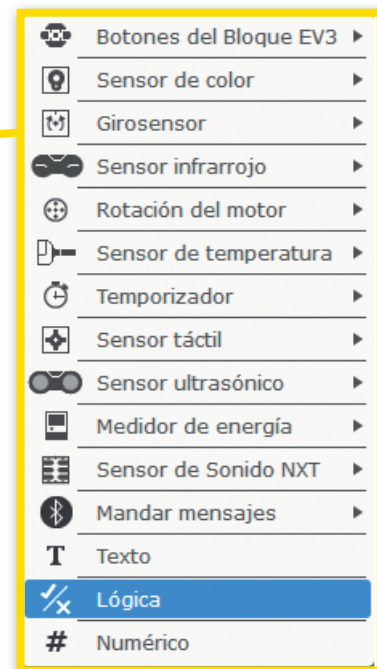 Botones del Bloque EV3
Sensor de color
Girosensor
Sensor infrarrojo
Rotación del motor
Sensor de temperatura
Temporizador
Sensor táctil
Sensor ultrasónico
Medidor de energía
Sensor de Sonido NXT
Mandar mensajes
T Texto
Lógica
# Numérico